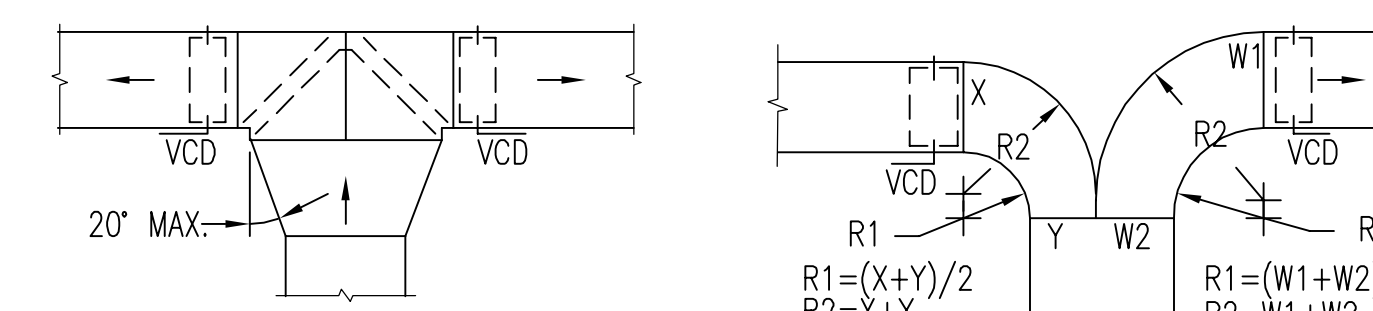 VCD
VCD
20° MAX.
X
W1
R2
R2
VCD
VCD
R1
Y
W2
R
R1=(X+Y)/2
R1=(W1+W2